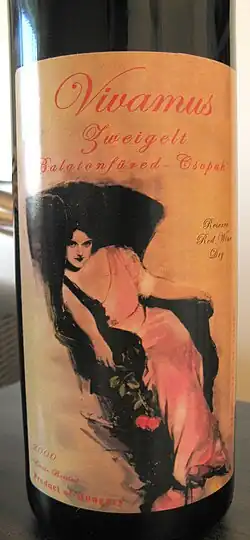 Vivamus
Zweigelt
Balatonfüred - Csopak
Reserve
Red Wine
Dry
2000
Product of Hungary